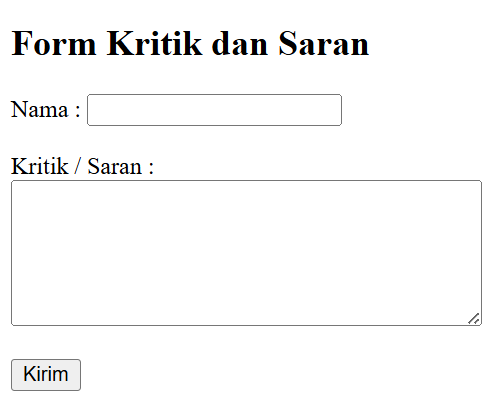 Form Kritik dan Saran
Nama :
Kritik / Saran :
Kirim